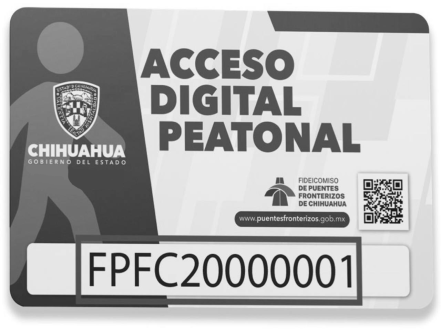 ACCESO
DIGITAL
PEATONAL
CHIHUAHUA
GOBIERNO DEL ESTADO
FIDEICOMISO
DE PUENTES
FRONTERIZOS
DE CHIHUAHUA
www.puentesfronterizos.gob.mx
FPFC20000001